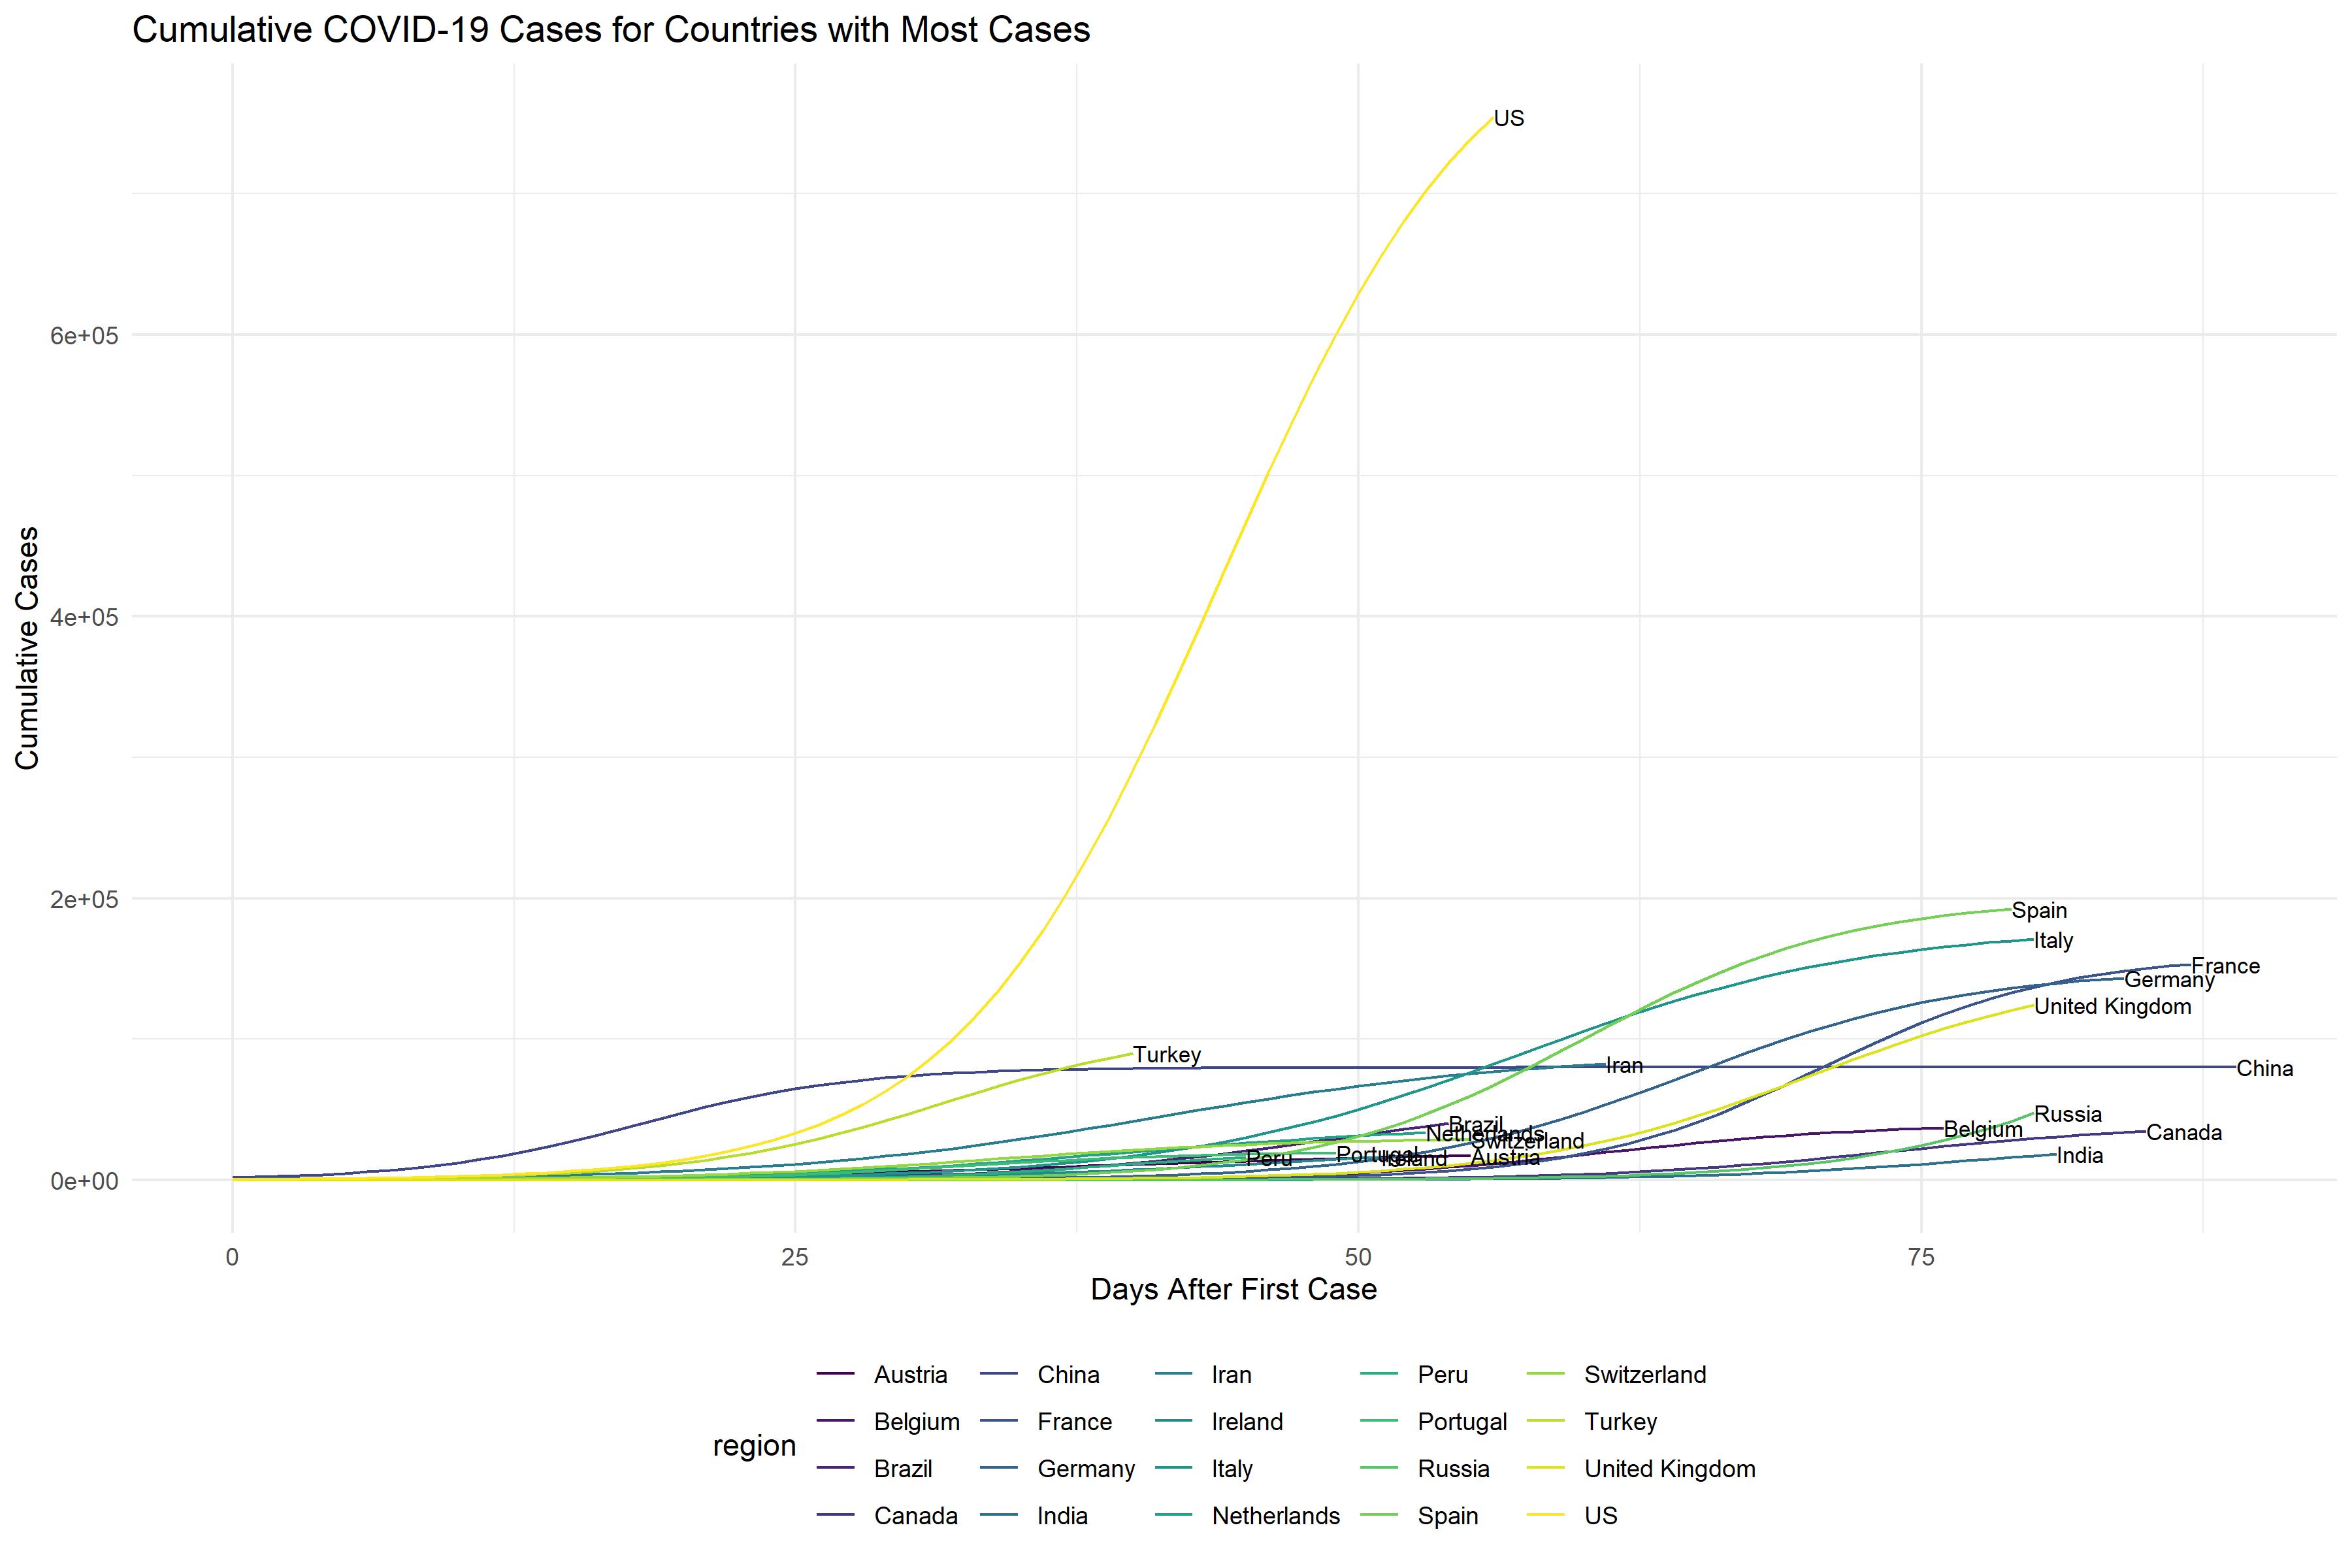 Cumulative COVID-19 Cases for Countries with Most Cases
US
6e+05
Cumulative Cases
4e+05
2e+05
Spain
Italy
France
Germany
United Kingdom
Turkey
Iran
China
Brazil
Netherlands
Switzerland
Russia
Belgium
Canada
Peru
Portugal
Ireland
Austria
India
0e+00
0 25 50 75
Days After First Case
region
Austria China Iran Peru Switzerland
Belgium France Ireland Portugal Turkey
Brazil Germany Italy Russia United Kingdom
Canada India Netherlands Spain US